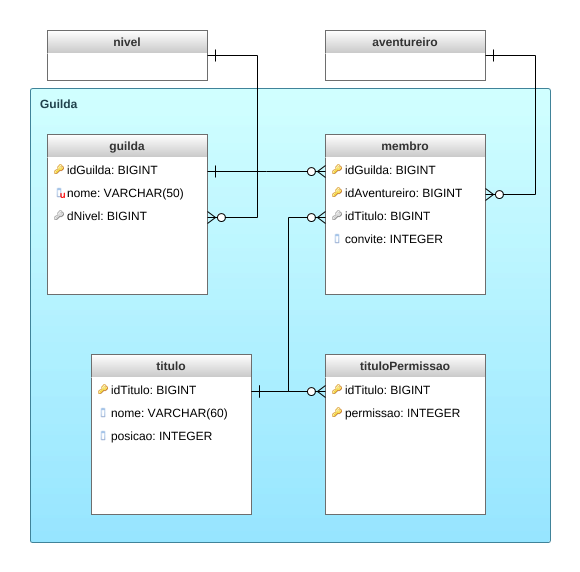 nivel
aventureiro
Guilda
guilda
idGuilda: BIGINT
nome: VARCHAR(50)
dNivel: BIGINT
membro
idGuilda: BIGINT
idAventureiro: BIGINT
idTitulo: BIGINT
convite: INTEGER
titulo
idTitulo: BIGINT
nome: VARCHAR(60)
posicao: INTEGER
tituloPermissao
idTitulo: BIGINT
permissao: INTEGER